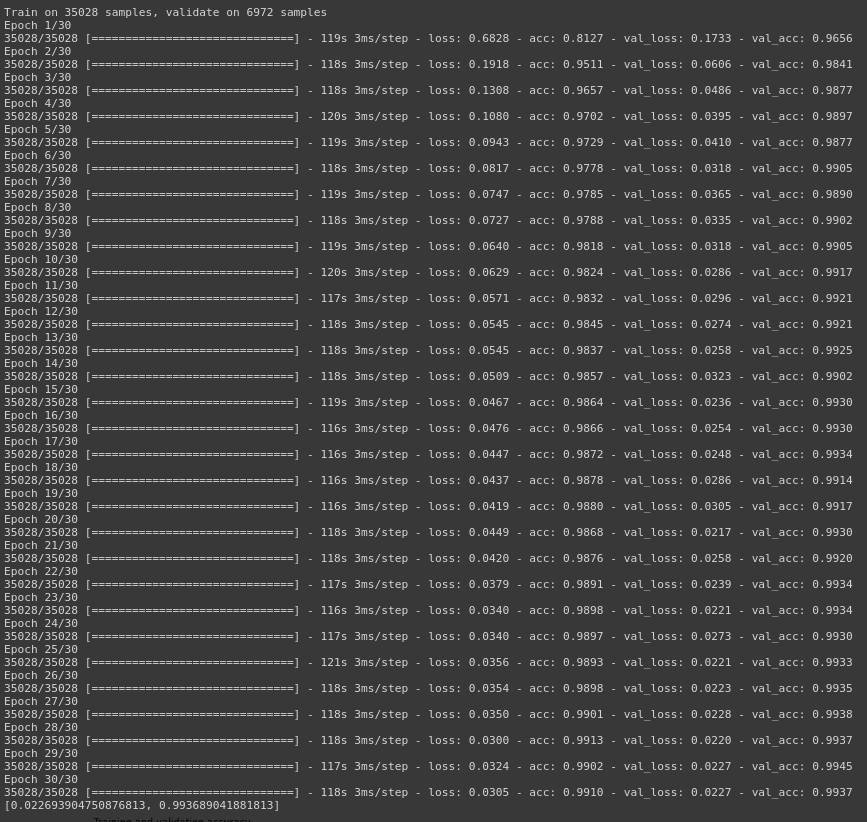 Train on 35028 samples, validate on 6972 samples
Epoch 1/30
35028/35028 [==============================] - 119s 3ms/step - loss: 0.6828 - acc: 0.8127 - val_loss: 0.1733 - val_acc: 0.9656
Epoch 2/30
35028/35028 [==============================] - 118s 3ms/step - loss: 0.1918 - acc: 0.9511 - val_loss: 0.0606 - val_acc: 0.9841
Epoch 3/30
35028/35028 [==============================] - 118s 3ms/step - loss: 0.1308 - acc: 0.9657 - val_loss: 0.0486 - val_acc: 0.9877
Epoch 4/30
35028/35028 [==============================] - 120s 3ms/step - loss: 0.1080 - acc: 0.9702 - val_loss: 0.0395 - val_acc: 0.9897
Epoch 5/30
35028/35028 [==============================] - 119s 3ms/step - loss: 0.0943 - acc: 0.9729 - val_loss: 0.0410 - val_acc: 0.9877
Epoch 6/30
35028/35028 [==============================] - 118s 3ms/step - loss: 0.0817 - acc: 0.9778 - val_loss: 0.0318 - val_acc: 0.9905
Epoch 7/30
35028/35028 [==============================] - 119s 3ms/step - loss: 0.0747 - acc: 0.9785 - val_loss: 0.0365 - val_acc: 0.9890
Epoch 8/30
35028/35028 [==============================] - 118s 3ms/step - loss: 0.0727 - acc: 0.9788 - val_loss: 0.0335 - val_acc: 0.9902
Epoch 9/30
35028/35028 [==============================] - 119s 3ms/step - loss: 0.0640 - acc: 0.9818 - val_loss: 0.0318 - val_acc: 0.9905
Epoch 10/30
35028/35028 [==============================] - 120s 3ms/step - loss: 0.0629 - acc: 0.9824 - val_loss: 0.0286 - val_acc: 0.9917
Epoch 11/30
35028/35028 [==============================] - 117s 3ms/step - loss: 0.0571 - acc: 0.9832 - val_loss: 0.0296 - val_acc: 0.9921
Epoch 12/30
35028/35028 [==============================] - 118s 3ms/step - loss: 0.0545 - acc: 0.9845 - val_loss: 0.0274 - val_acc: 0.9921
Epoch 13/30
35028/35028 [==============================] - 118s 3ms/step - loss: 0.0545 - acc: 0.9837 - val_loss: 0.0258 - val_acc: 0.9925
Epoch 14/30
35028/35028 [==============================] - 118s 3ms/step - loss: 0.0509 - acc: 0.9857 - val_loss: 0.0323 - val_acc: 0.9902
Epoch 15/30
35028/35028 [==============================] - 119s 3ms/step - loss: 0.0467 - acc: 0.9864 - val_loss: 0.0236 - val_acc: 0.9930
Epoch 16/30
35028/35028 [==============================] - 116s 3ms/step - loss: 0.0476 - acc: 0.9866 - val_loss: 0.0254 - val_acc: 0.9930
Epoch 17/30
35028/35028 [==============================] - 116s 3ms/step - loss: 0.0447 - acc: 0.9872 - val_loss: 0.0248 - val_acc: 0.9934
Epoch 18/30
35028/35028 [==============================] - 116s 3ms/step - loss: 0.0437 - acc: 0.9878 - val_loss: 0.0286 - val_acc: 0.9914
Epoch 19/30
35028/35028 [==============================] - 116s 3ms/step - loss: 0.0419 - acc: 0.9880 - val_loss: 0.0305 - val_acc: 0.9917
Epoch 20/30
35028/35028 [==============================] - 118s 3ms/step - loss: 0.0449 - acc: 0.9868 - val_loss: 0.0217 - val_acc: 0.9930
Epoch 21/30
35028/35028 [==============================] - 118s 3ms/step - loss: 0.0420 - acc: 0.9876 - val_loss: 0.0258 - val_acc: 0.9920
Epoch 22/30
35028/35028 [==============================] - 117s 3ms/step - loss: 0.0379 - acc: 0.9891 - val_loss: 0.0239 - val_acc: 0.9934
Epoch 23/30
35028/35028 [==============================] - 116s 3ms/step - loss: 0.0340 - acc: 0.9898 - val_loss: 0.0221 - val_acc: 0.9934
Epoch 24/30
35028/35028 [==============================] - 117s 3ms/step - loss: 0.0340 - acc: 0.9897 - val_loss: 0.0273 - val_acc: 0.9930
Epoch 25/30
35028/35028 [==============================] - 121s 3ms/step - loss: 0.0356 - acc: 0.9893 - val_loss: 0.0221 - val_acc: 0.9933
Epoch 26/30
35028/35028 [==============================] - 118s 3ms/step - loss: 0.0354 - acc: 0.9898 - val_loss: 0.0223 - val_acc: 0.9935
Epoch 27/30
35028/35028 [==============================] - 118s 3ms/step - loss: 0.0350 - acc: 0.9901 - val_loss: 0.0228 - val_acc: 0.9938
Epoch 28/30
35028/35028 [==============================] - 118s 3ms/step - loss: 0.0300 - acc: 0.9913 - val_loss: 0.0220 - val_acc: 0.9937
Epoch 29/30
35028/35028 [==============================] - 117s 3ms/step - loss: 0.0324 - acc: 0.9902 - val_loss: 0.0227 - val_acc: 0.9945
Epoch 30/30
35028/35028 [==============================] - 118s 3ms/step - loss: 0.0305 - acc: 0.9910 - val_loss: 0.0227 - val_acc: 0.9937
[0.022693904750876813, 0.993689041881813]
Training and validation accuracy